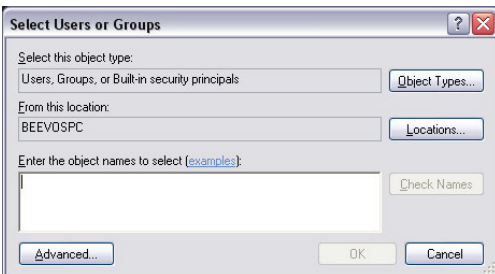 Select Users or Groups
Select this object type:
Users, Groups, or Built-in security principals
Object Types...
From this location:
BEEVOSPC
Locations...
Enter the object names to select (examples):
Check Names
Advanced...
OK
Cancel